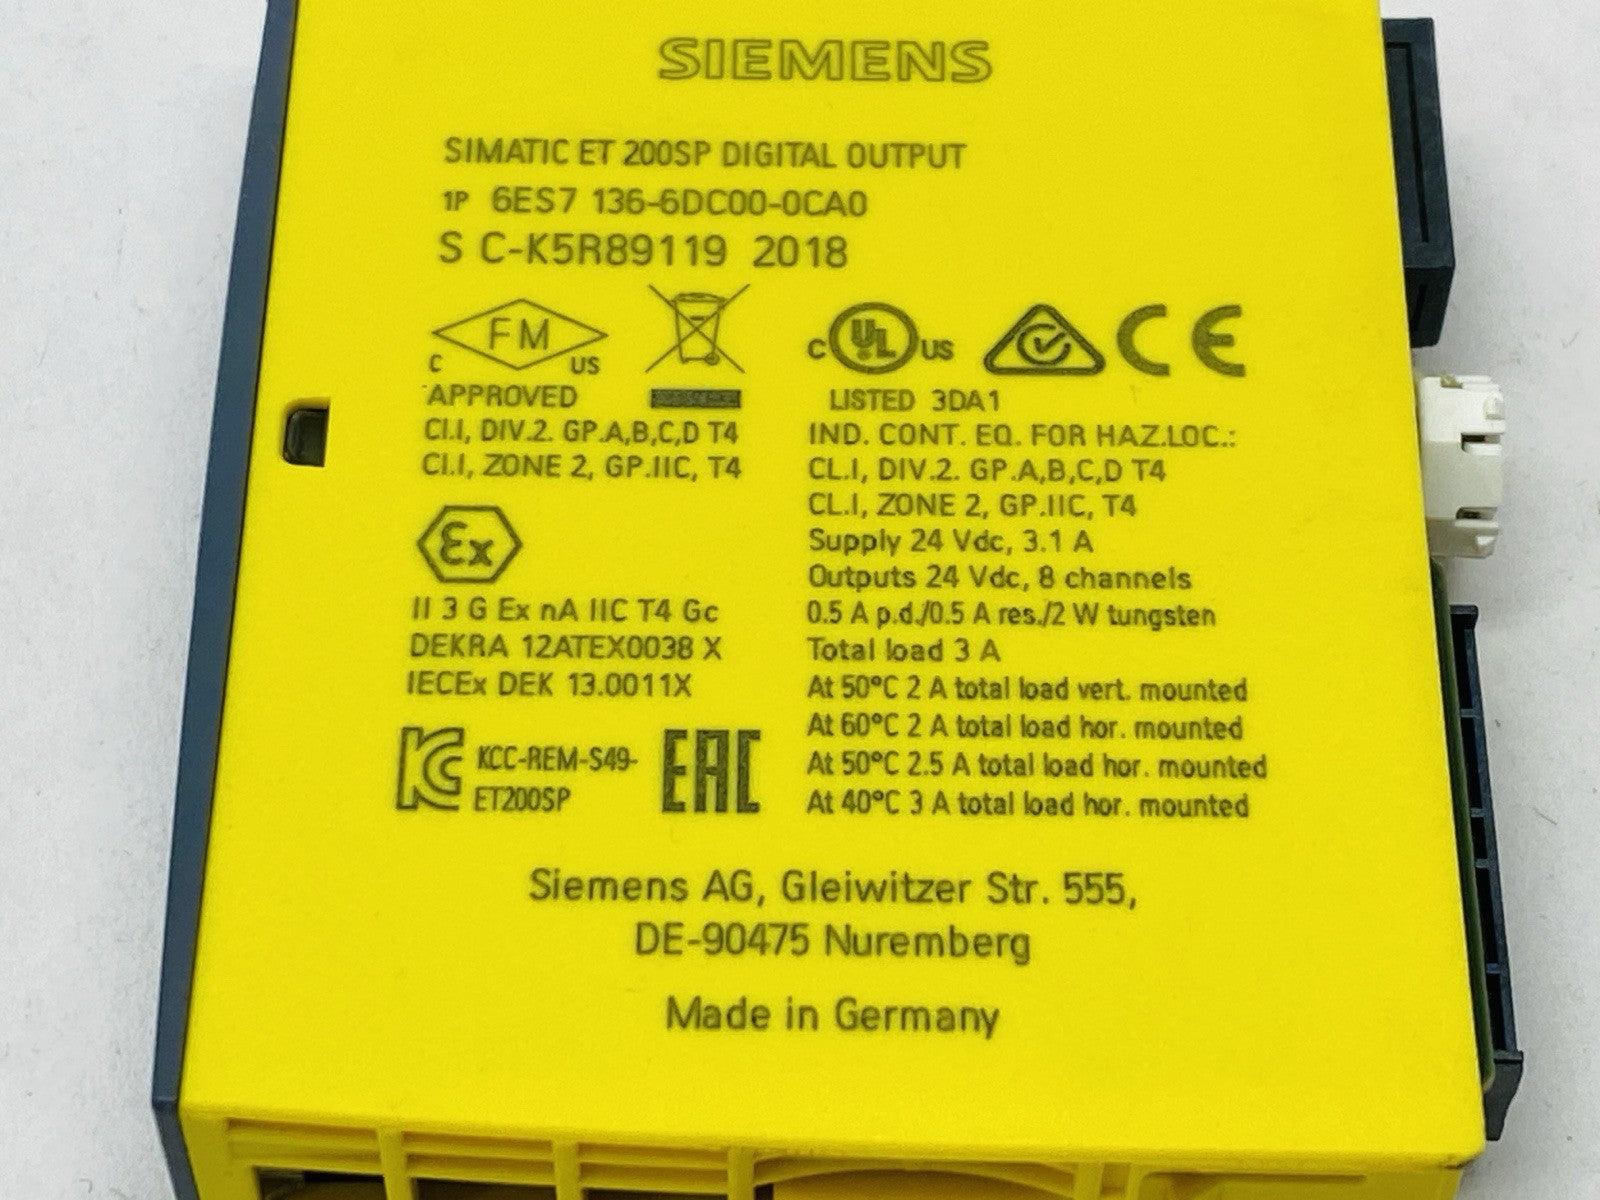 SIEMENS
SIMATIC ET 200SP DIGITAL OUTPUT
1P 6ES7 136-6DC00-0CA0
S C-K5R89119 2018
FM
C US
APPROVED
Cl.I, DIV.2. GP.A,B,C,D T4
Cl.I, ZONE 2, GP.IIC, T4
Ex
II 3 G Ex nA IIC T4 Gc
DEKRA 12ATEX0038 X
IECEx DEK 13.0011X
KC KCC-REM-S49-
ET200SP
EAC
C UL US CE
LISTED 3DA1
IND. CONT. EQ. FOR HAZ.LOC.:
CL.I, DIV.2. GP.A,B,C,D T4
CL.I, ZONE 2, GP.IIC, T4
Supply 24 Vdc, 3.1 A
Outputs 24 Vdc, 8 channels
0.5 A p.d./0.5 A res./2 W tungsten
Total load 3 A
At 50°C 2 A total load vert. mounted
At 60°C 2 A total load hor. mounted
At 50°C 2.5 A total load hor. mounted
At 40°C 3 A total load hor. mounted
Siemens AG, Gleiwitzer Str. 555,
DE-90475 Nuremberg
Made in Germany